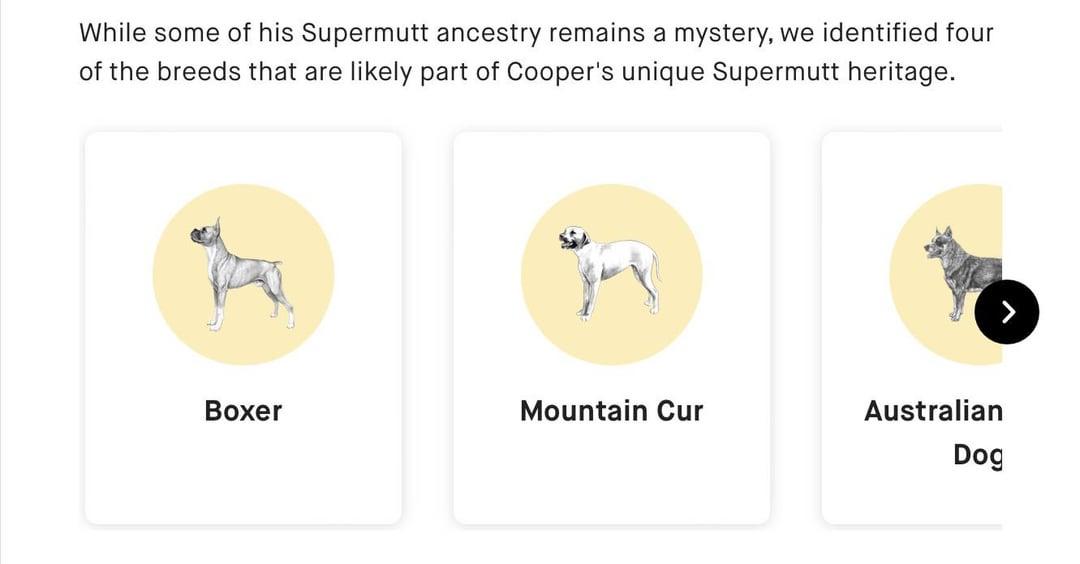 While some of his Supermutt ancestry remains a mystery, we identified four
of the breeds that are likely part of Cooper's unique Supermutt heritage.
Boxer
Mountain Cur
Australian
Dog